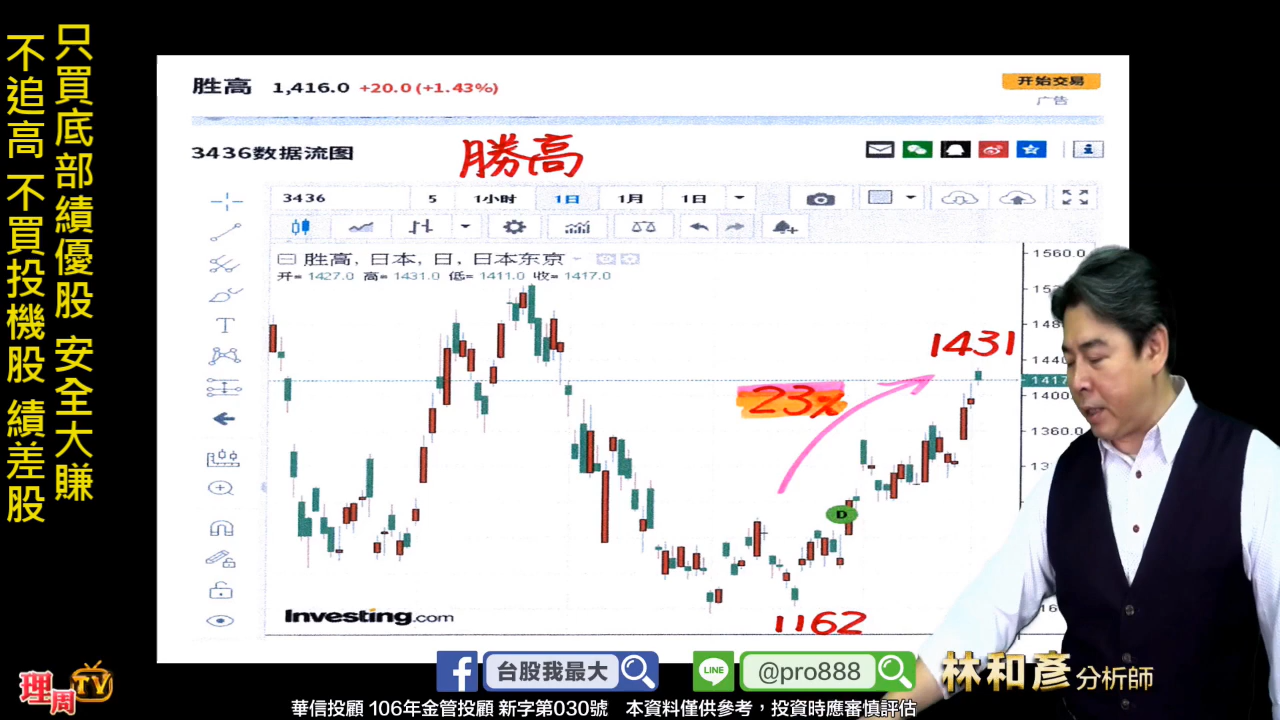 只買底部績優股 安全大賺
不追高 不買投機股 績差股
胜高 1,416.0 +20.0 (+1.43%)
开始交易
广告
3436数据流图
勝高
3436 5 1小时 1日 1月 1日
胜高, 日本, 日, 日本东京
开= 1427.0 高= 1431.0 低= 1411.0 收= 1417.0
1560.0
1431
1417
1400
23%
1360.0
D
1162
Investing.com
理周TV
台股我最大
LINE
@pro888
林和彥分析師
華信投顧 106年金管投顧 新字第030號 本資料僅供參考,投資時應審慎評估